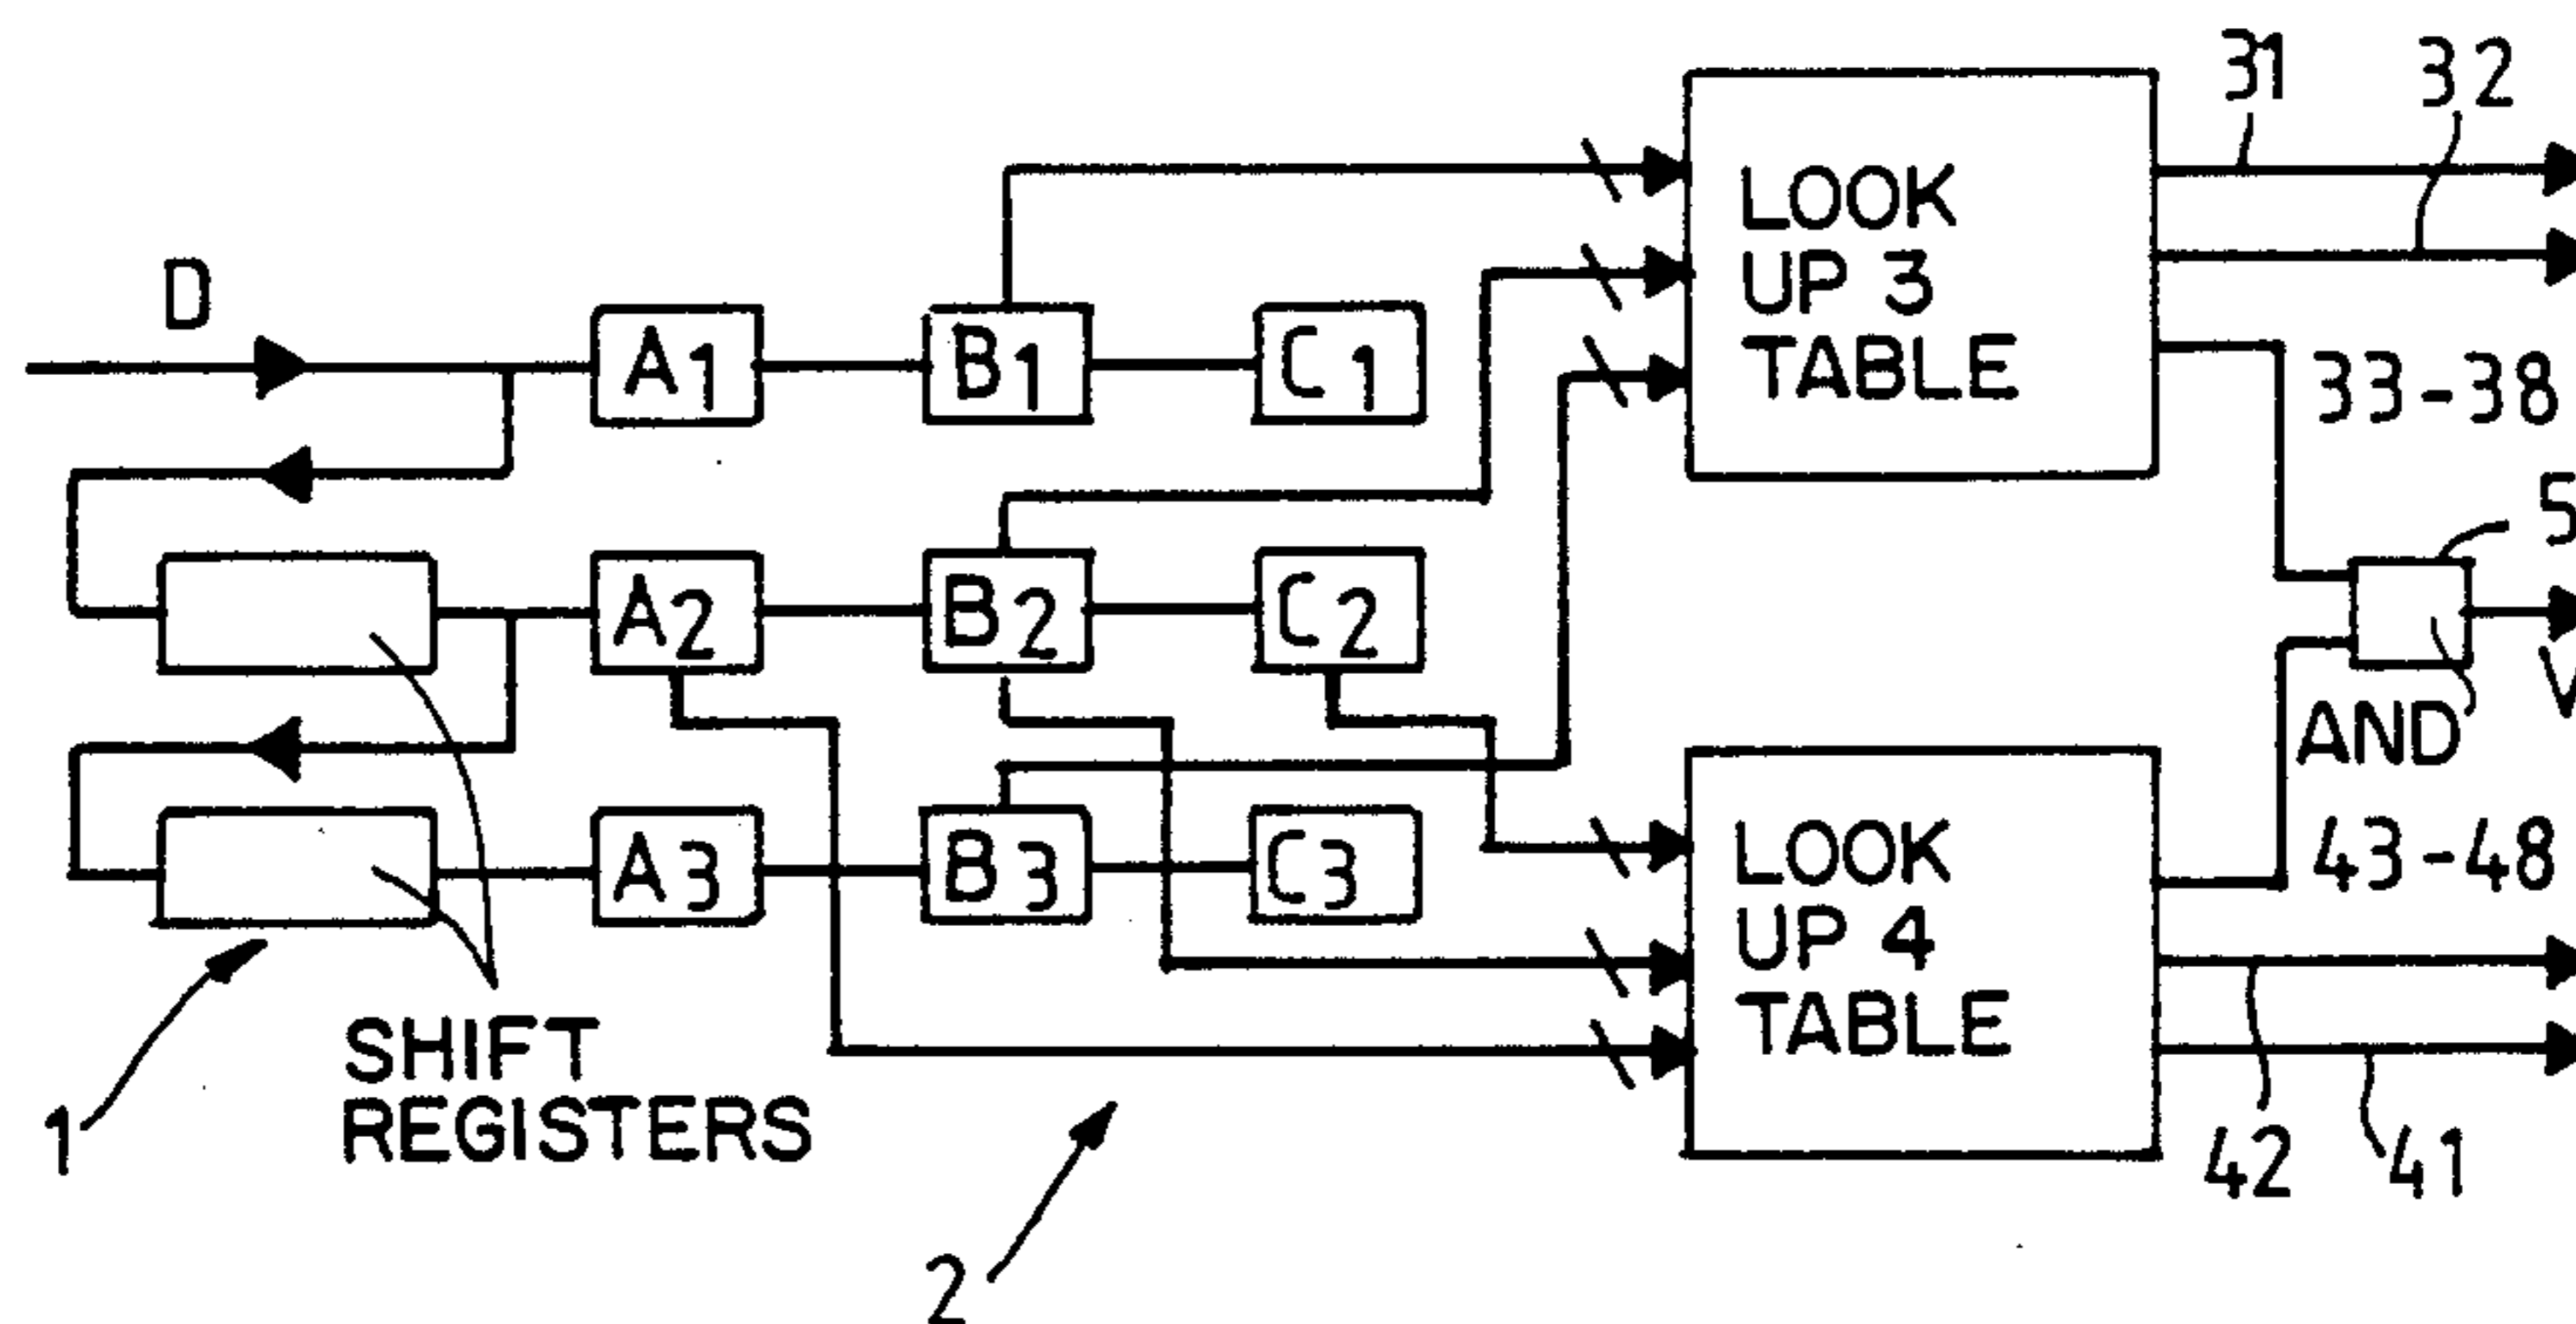 31
32
D
LOOK
UP 3
TABLE
A1
B1
C1
33-38
5
A2
B2
C2
V
AND
A3
B3
C3
LOOK
UP 4
TABLE
43-48
SHIFT
REGISTERS
1
42
41
2